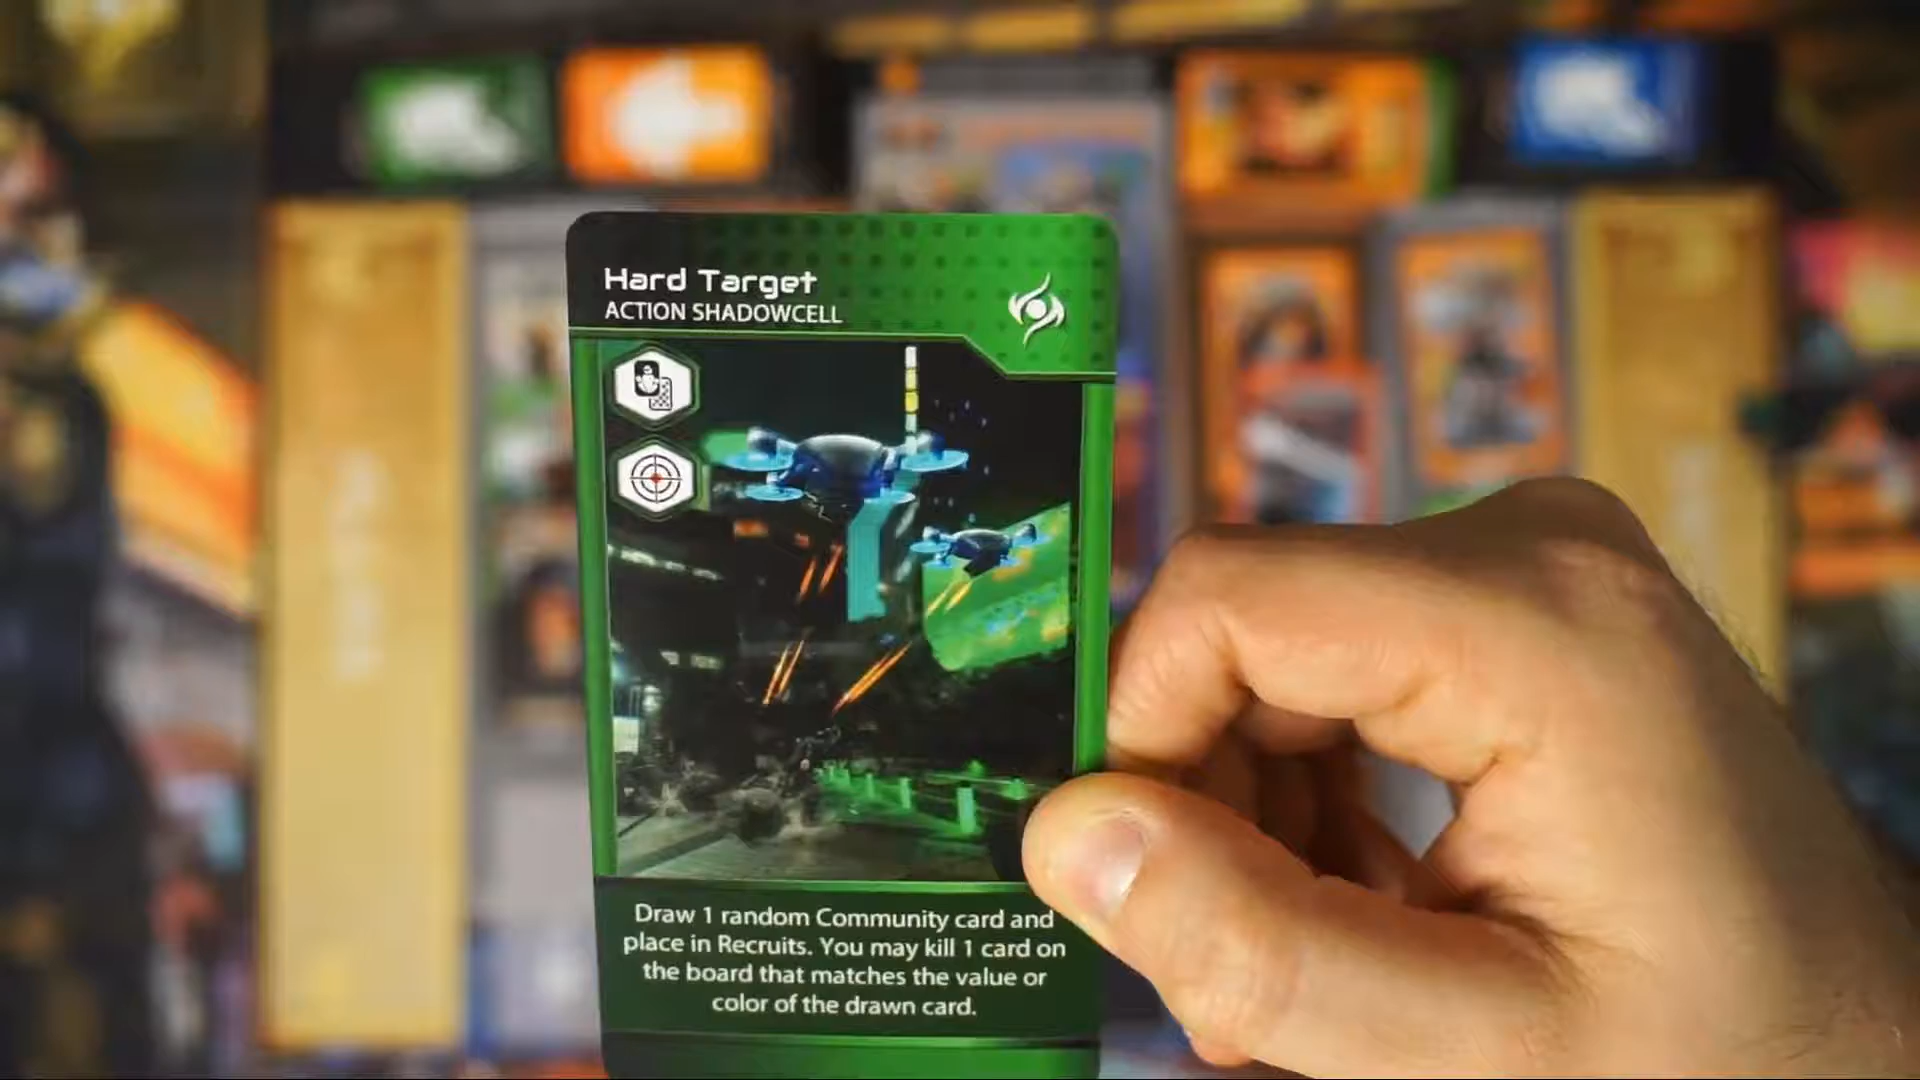 Hard Target
ACTION SHADOWCELL
Draw 1 random Community card and
place in Recruits. You may kill 1 card on
the board that matches the value or
color of the drawn card.